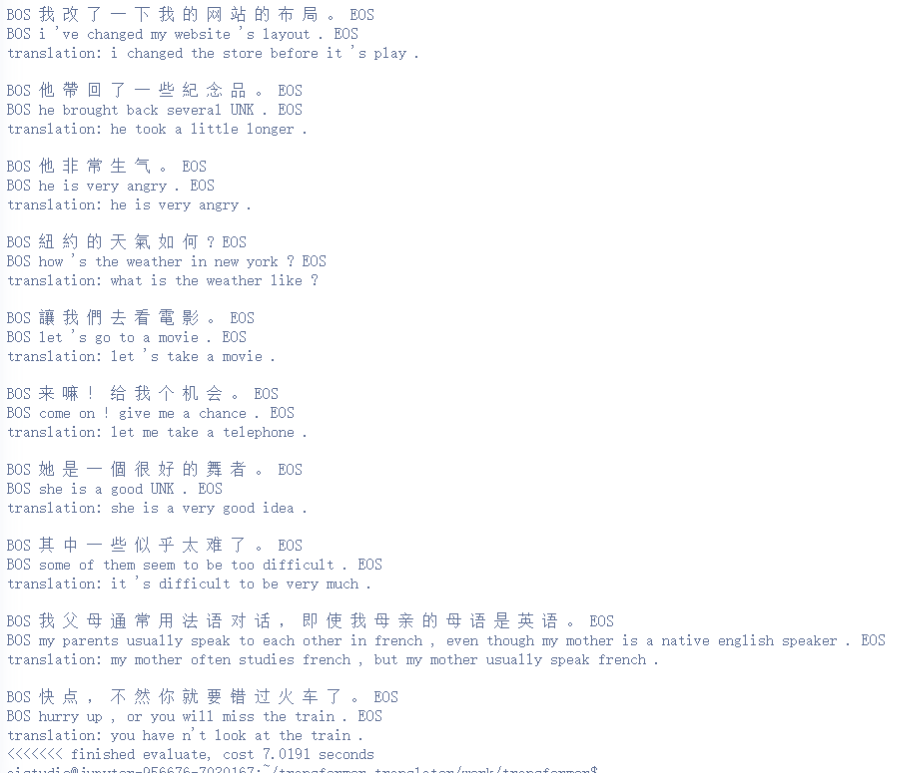 BOS 我 改 了 一 下 我 的 网 站 的 布 局 。 EOS
BOS i 've changed my website 's layout . EOS
translation: i changed the store before it 's play .
BOS 他 帶 回 了 一 些 紀 念 品 。 EOS
BOS he brought back several UNK . EOS
translation: he took a little longer .
BOS 他 非 常 生 气 。 EOS
BOS he is very angry . EOS
translation: he is very angry .
BOS 紐 約 的 天 氣 如 何 ? EOS
BOS how 's the weather in new york ? EOS
translation: what is the weather like ?
BOS 讓 我 們 去 看 電 影 。 EOS
BOS let 's go to a movie . EOS
translation: let 's take a movie .
BOS 来 嘛 ! 给 我 个 机 会 。 EOS
BOS come on ! give me a chance . EOS
translation: let me take a telephone .
BOS 她 是 一 個 很 好 的 舞 者 。 EOS
BOS she is a good UNK . EOS
translation: she is a very good idea .
BOS 其 中 一 些 似 乎 太 难 了 。 EOS
BOS some of them seem to be too difficult . EOS
translation: it 's difficult to be very much .
BOS 我 父 母 通 常 用 法 语 对 话 , 即 使 我 母 亲 的 母 语 是 英 语 。 EOS
BOS my parents usually speak to each other in french , even though my mother is a native english speaker . EOS
translation: my mother often studies french , but my mother usually speak french .
BOS 快 点 , 不 然 你 就 要 错 过 火 车 了 。 EOS
BOS hurry up , or you will miss the train . EOS
translation: you have n't look at the train .
<<<<<<< finished evaluate, cost 7.0191 seconds
aistudio@jupyter-956676-7020167:~/transformer_translator/work/transformer$